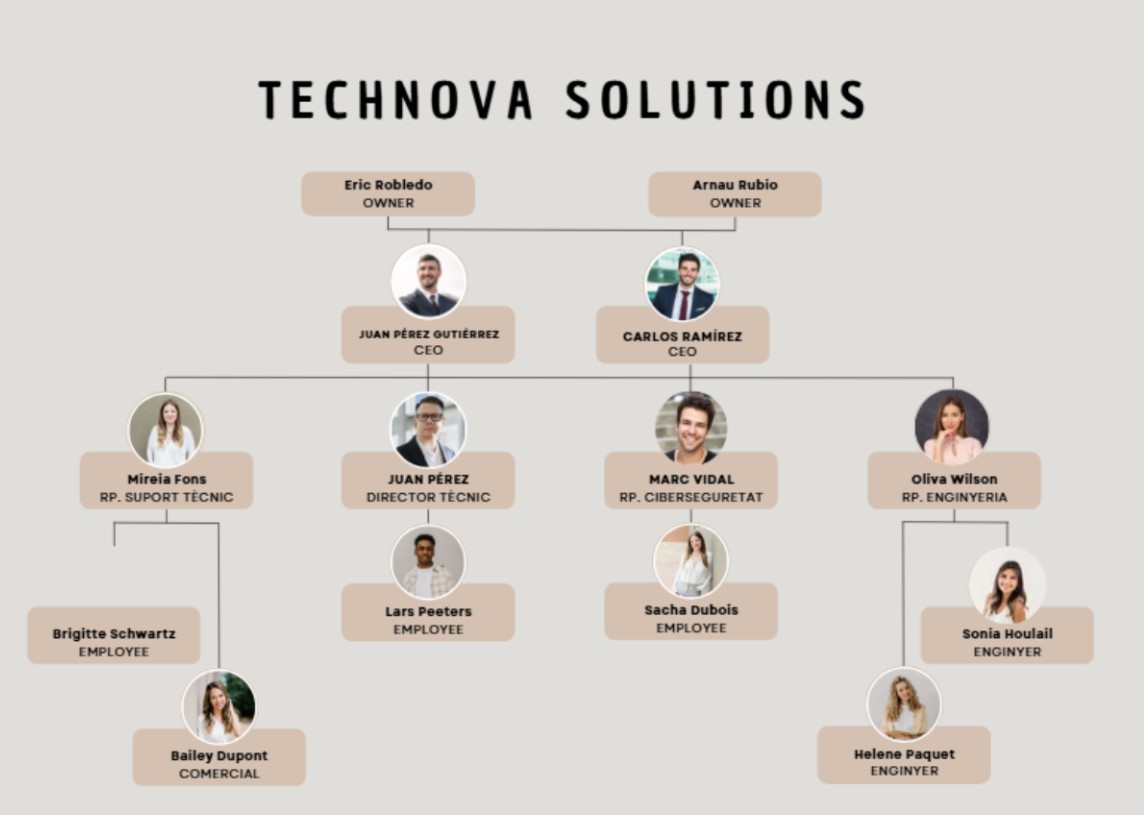 TECHNOVA SOLUTIONS
Eric Robledo
OWNER
Arnau Rubio
OWNER
JUAN PÉREZ GUTIÉRREZ
CEO
CARLOS RAMÍREZ
CEO
Mireia Fons
RP. SUPORT TÈCNIC
JUAN PÉREZ
DIRECTOR TÈCNIC
MARC VIDAL
RP. CIBERSEGURETAT
Oliva Wilson
RP. ENGINYERIA
Lars Peeters
EMPLOYEE
Sacha Dubois
EMPLOYEE
Brigitte Schwartz
EMPLOYEE
Sonia Houlail
ENGINYER
Bailey Dupont
COMERCIAL
Helene Paquet
ENGINYER